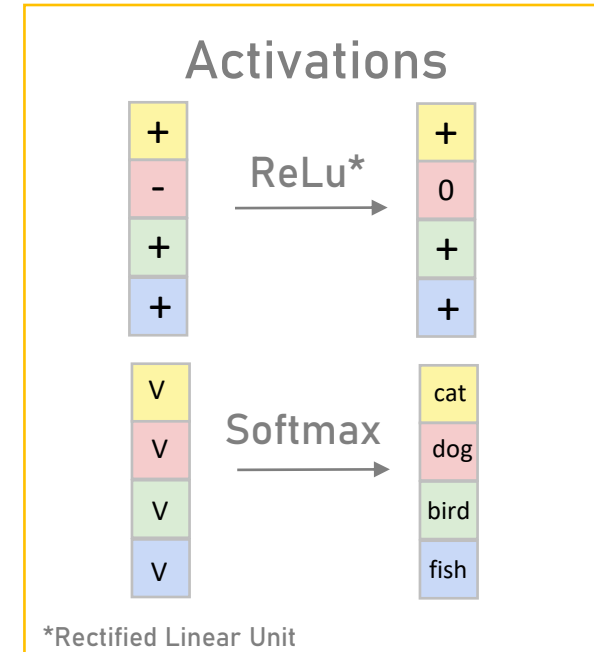 Activations
+ +
- ReLu* 0
+ +
+ +
V cat
V Softmax dog
V bird
V fish
*Rectified Linear Unit